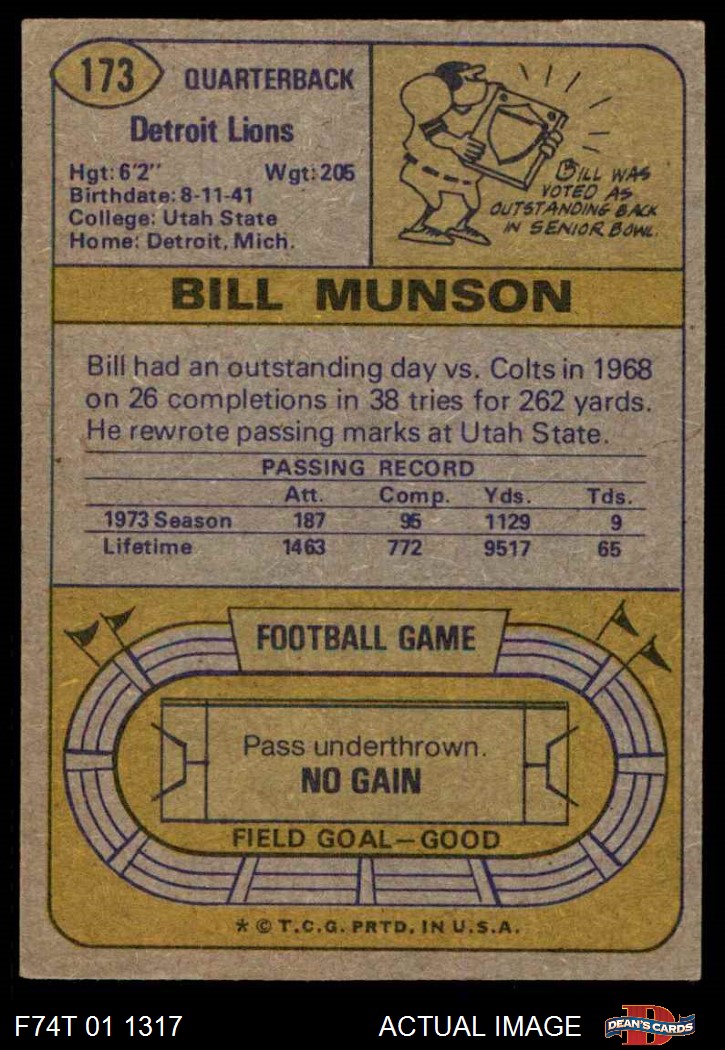 173
QUARTERBACK
Detroit Lions
Hgt: 6'2" Wgt: 205
Birthdate: 8-11-41
College: Utah State
Home: Detroit, Mich.
BILL WAS
VOTED AS
OUTSTANDING BACK
IN SENIOR BOWL.
BILL MUNSON
Bill had an outstanding day vs. Colts in 1968
on 26 completions in 38 tries for 262 yards.
He rewrote passing marks at Utah State.
PASSING RECORD
Att. Comp. Yds. Tds.
1973 Season 187 95 1129 9
Lifetime 1463 772 9517 65
FOOTBALL GAME
Pass underthrown.
NO GAIN
FIELD GOAL—GOOD
* © T.C.G. PRTD. IN U.S.A.
F74T 01 1317 ACTUAL IMAGE
D
DEAN'S CARDS